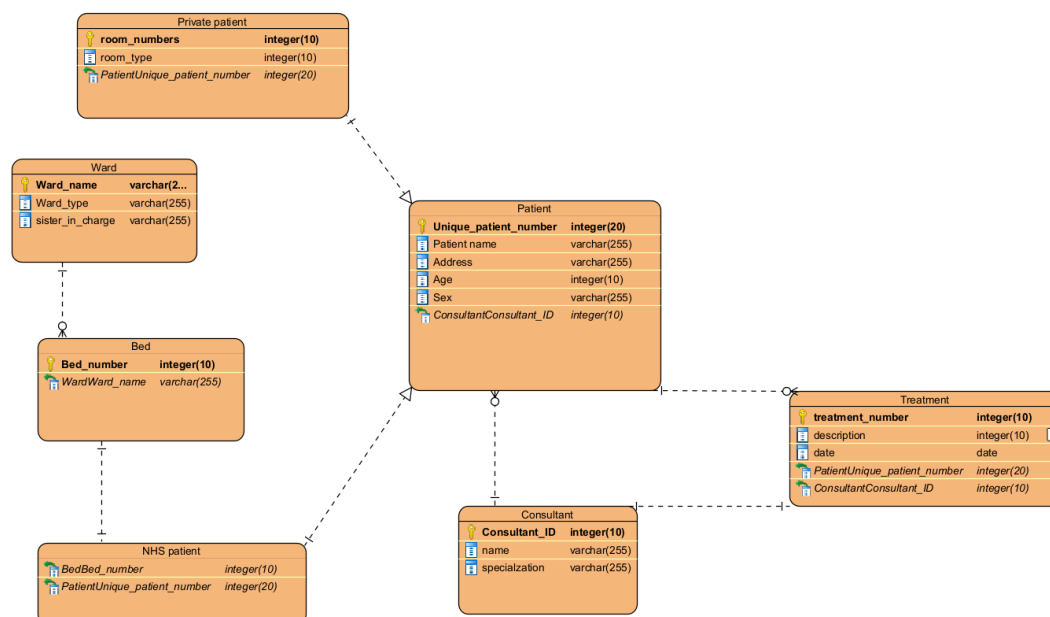 Private patient
room_numbers integer(10)
room_type integer(10)
PatientUnique_patient_number integer(20)
Ward
Ward_name varchar(2...
Ward_type varchar(255)
sister_in_charge varchar(255)
Patient
Unique_patient_number integer(20)
Patient name varchar(255)
Address varchar(255)
Age integer(10)
Sex varchar(255)
ConsultantConsultant_ID integer(10)
Bed
Bed_number integer(10)
WardWard_name varchar(255)
Treatment
treatment_number integer(10)
description integer(10)
date date
PatientUnique_patient_number integer(20)
ConsultantConsultant_ID integer(10)
Consultant
Consultant_ID integer(10)
name varchar(255)
specialzation varchar(255)
NHS patient
BedBed_number integer(10)
PatientUnique_patient_number integer(20)